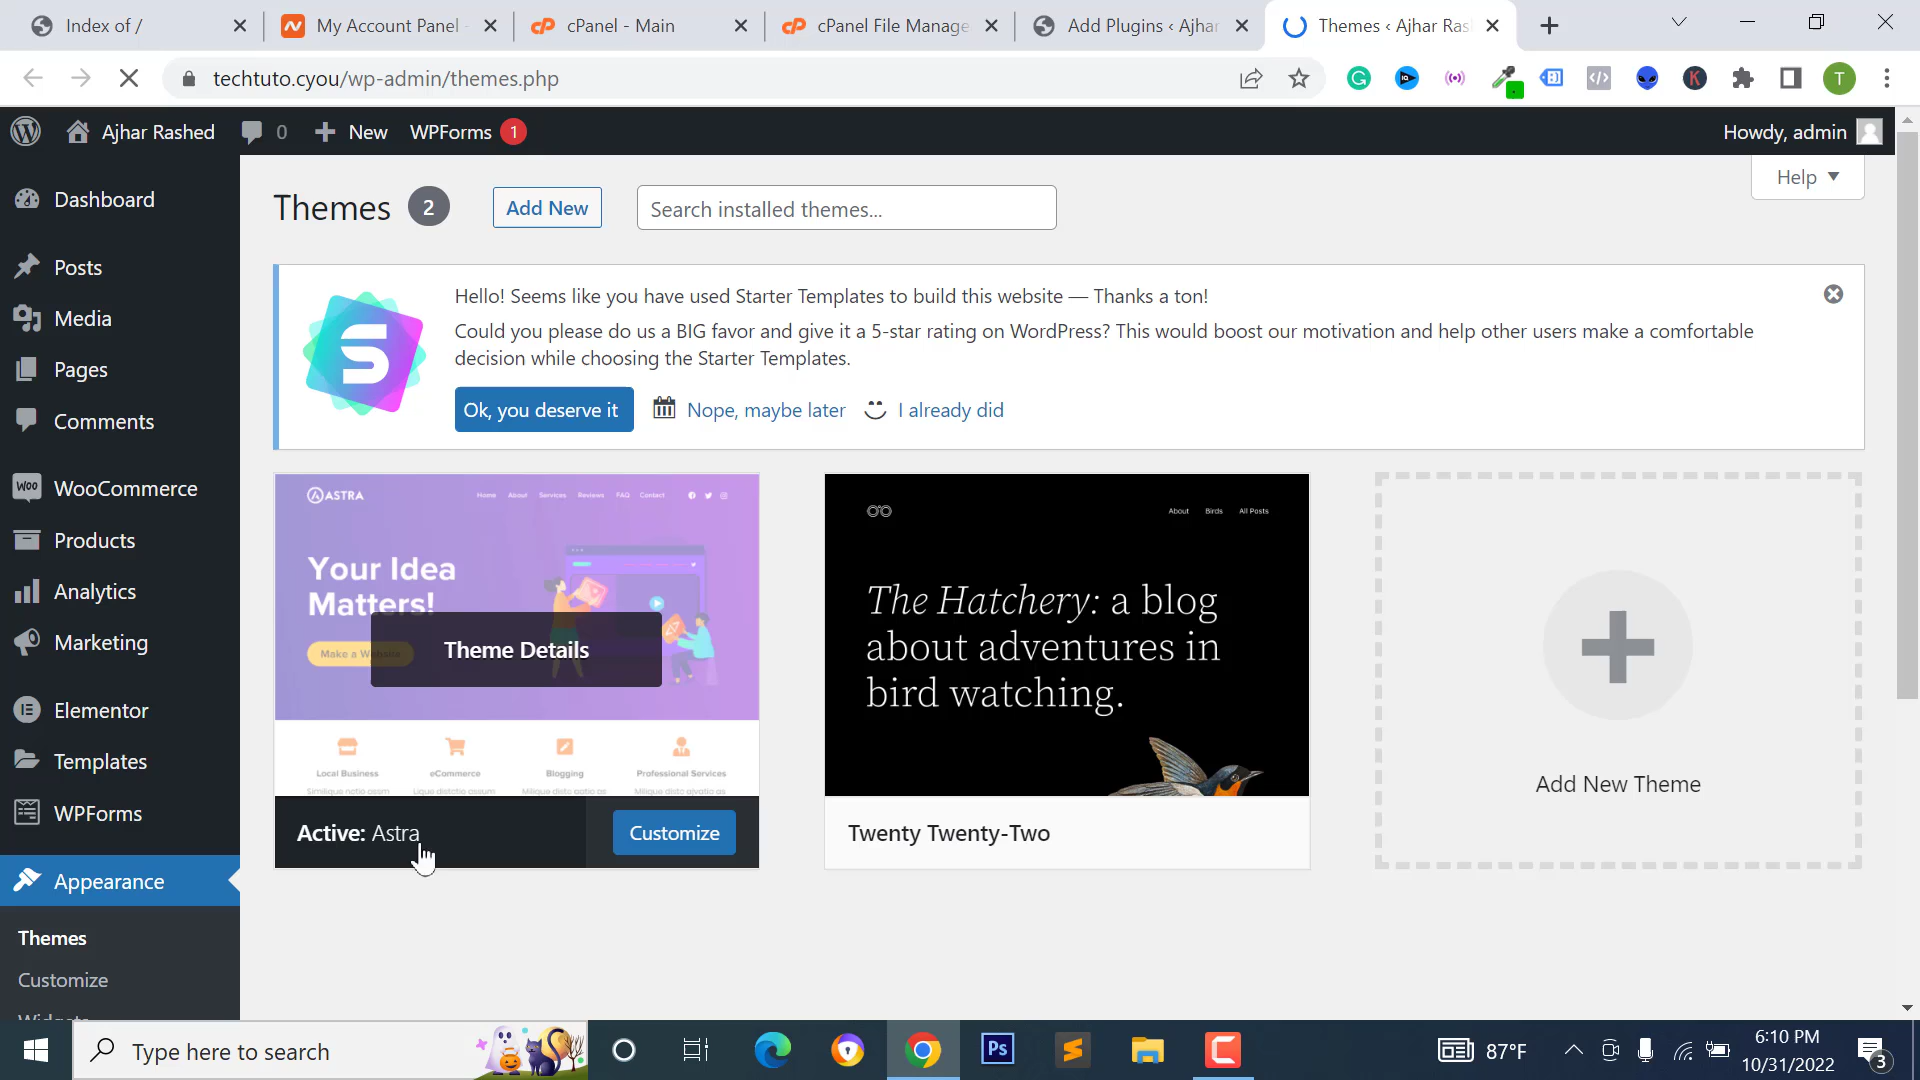 Index of /
My Account Panel
cPanel - Main
cPanel File Manage
Add Plugins ‹ Ajhar
Themes ‹ Ajhar Ras
techtuto.cyou/wp-admin/themes.php
T
Ajhar Rashed
0
New
WPForms
1
Howdy, admin
Help
Dashboard
Posts
Media
Pages
Comments
WooCommerce
Products
Analytics
Marketing
Elementor
Templates
WPForms
Appearance
Themes
Customize
Themes
2
Add New
Search installed themes...
Hello! Seems like you have used Starter Templates to build this website — Thanks a ton!
Could you please do us a BIG favor and give it a 5-star rating on WordPress? This would boost our motivation and help other users make a comfortable
decision while choosing the Starter Templates.
Ok, you deserve it
Nope, maybe later
I already did
ASTRA
Home About Services Reviews FAQ Contact
Your Idea
Matters!
Make a
Theme Details
Local Business
eCommerce
Blogging
Professional Services
Active: Astra
Customize
About Birds All Posts
The Hatchery: a blog
about adventures in
bird watching.
Twenty Twenty-Two
Add New Theme
Type here to search
Ps
87°F
6:10 PM
10/31/2022
3